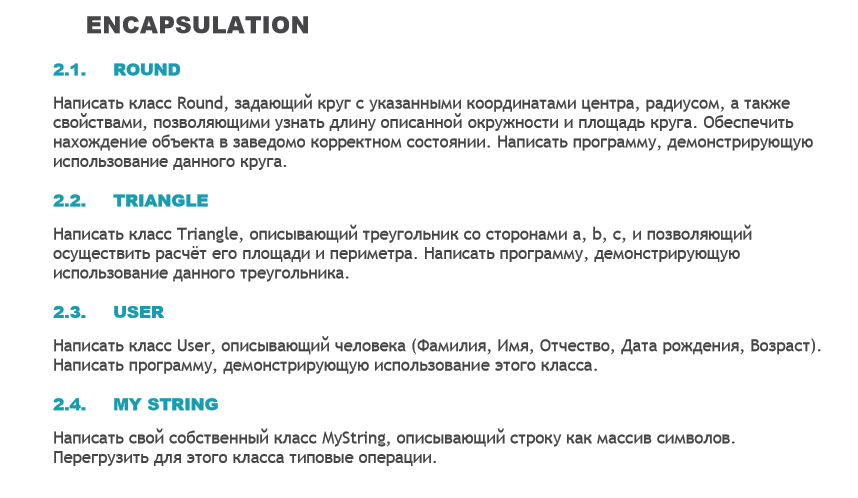 ENCAPSULATION
2.1. ROUND
Написать класс Round, задающий круг с указанными координатами центра, радиусом, а также
свойствами, позволяющими узнать длину описанной окружности и площадь круга. Обеспечить
нахождение объекта в заведомо корректном состоянии. Написать программу, демонстрирующую
использование данного круга.
2.2. TRIANGLE
Написать класс Triangle, описывающий треугольник со сторонами a, b, c, и позволяющий
осуществить расчёт его площади и периметра. Написать программу, демонстрирующую
использование данного треугольника.
2.3. USER
Написать класс User, описывающий человека (Фамилия, Имя, Отчество, Дата рождения, Возраст).
Написать программу, демонстрирующую использование этого класса.
2.4. MY STRING
Написать свой собственный класс MyString, описывающий строку как массив символов.
Перегрузить для этого класса типовые операции.